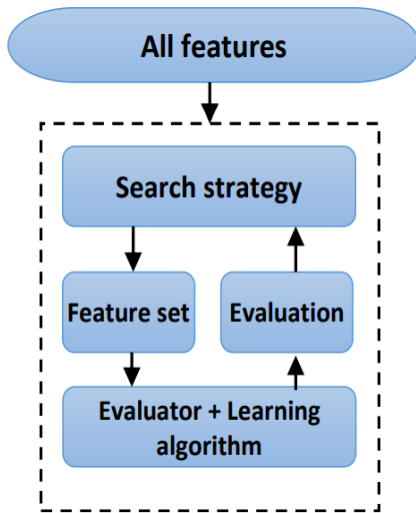 All features
Search strategy
Feature set
Evaluation
Evaluator + Learning
algorithm